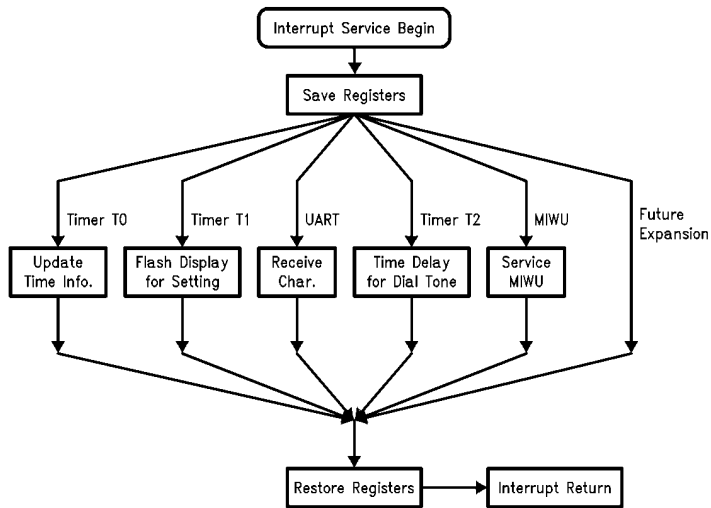 Interrupt Service Begin
Save Registers
Timer T0
Timer T1
UART
Timer T2
MIWU
Future
Expansion
Update
Time Info.
Flash Display
for Setting
Receive
Char.
Time Delay
for Dial Tone
Service
MIWU
Restore Registers
Interrupt Return